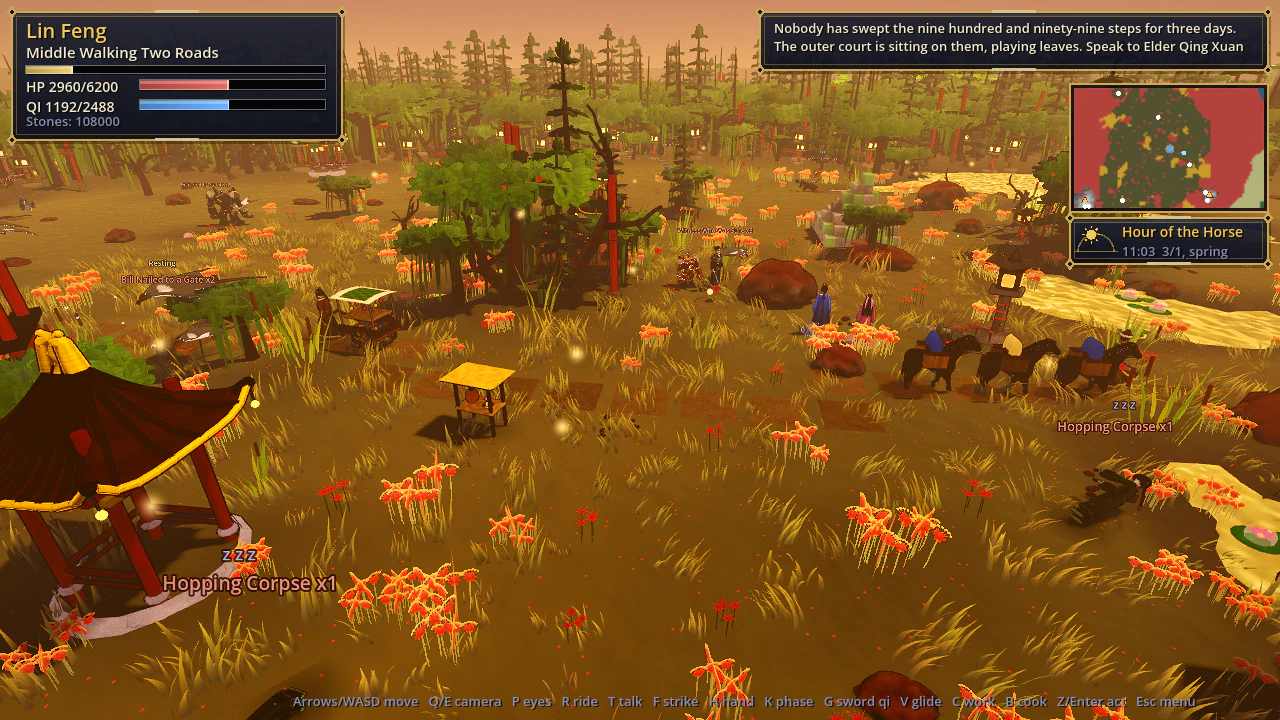 Lin Feng
Middle Walking Two Roads
HP 2960/6200
QI 1192/2488
Stones: 108000
Nobody has swept the nine hundred and ninety-nine steps for three days.
The outer court is sitting on them, playing leaves. Speak to Elder Qing Xuan
Hour of the Horse
11:03 3/1, spring
Resting
Bill Nailed to a Gate x2
z z z
Hopping Corpse x1
z z z
Hopping Corpse x1
Arrows/WASD move Q/E camera P eyes R ride T talk F strike H hand K phase G sword qi V glide C work B cook Z/Enter act Esc menu